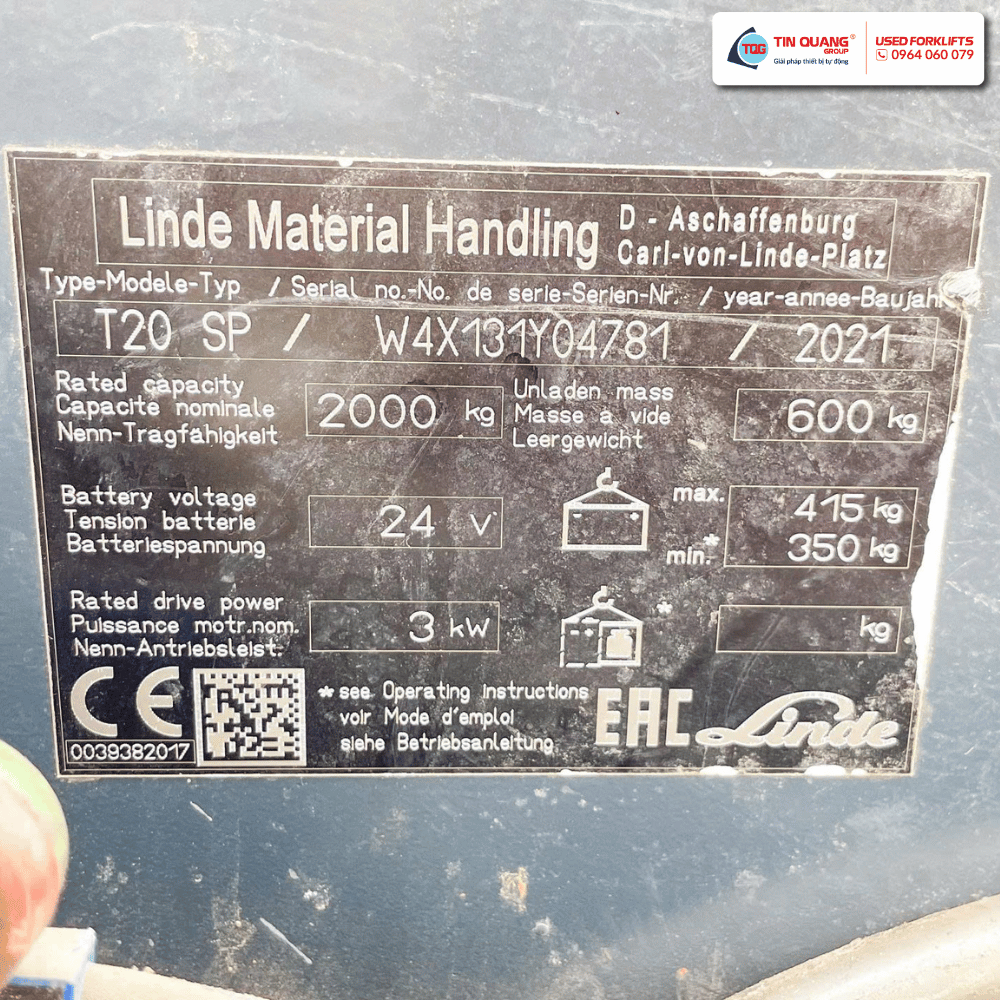 TQG TIN QUANG® GROUP
Giải pháp thiết bị tự động
USED FORKLIFTS
0964 060 079
Linde Material Handling
D - Aschaffenburg
Carl-von-Linde-Platz
Type-Modele-Typ / Serial no.-No. de serie-Serien-Nr. / year-annee-Baujahr
T20 SP / W4X131Y04781 / 2021
Rated capacity
Capacite nominale
Nenn-Tragfähigkeit
2000 kg
Unladen mass
Masse a vide
Leergewicht
600 kg
Battery voltage
Tension batterie
Batteriespannung
24 V
max. 415 kg
min.* 350 kg
Rated drive power
Puissance motr.nom.
Nenn-Antriebsleist.
3 kW
* kg
CE
0039382017
* see Operating instructions
voir Mode d'emploi
siehe Betriebsanleitung
EAC
Linde